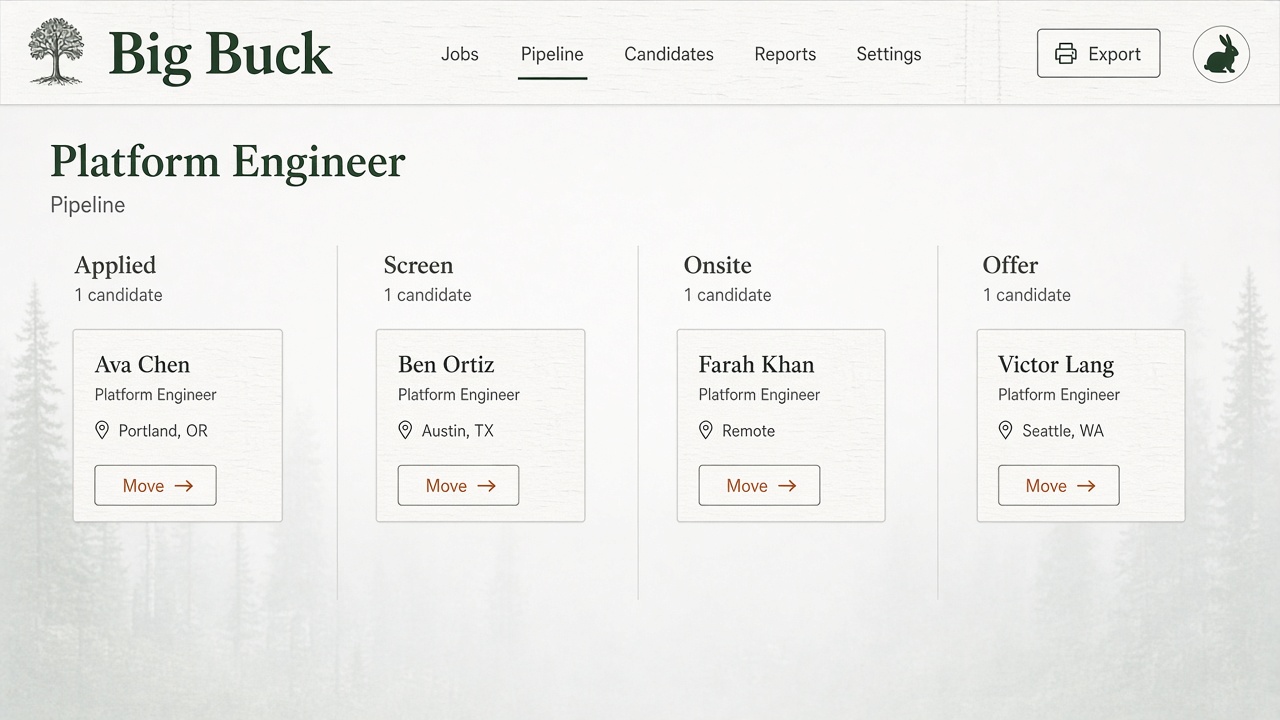 Big Buck
Jobs
Pipeline
Candidates
Reports
Settings
Export
Platform Engineer
Pipeline
Applied
1 candidate
Ava Chen
Platform Engineer
Portland, OR
Move
Screen
1 candidate
Ben Ortiz
Platform Engineer
Austin, TX
Move
Onsite
1 candidate
Farah Khan
Platform Engineer
Remote
Move
Offer
1 candidate
Victor Lang
Platform Engineer
Seattle, WA
Move